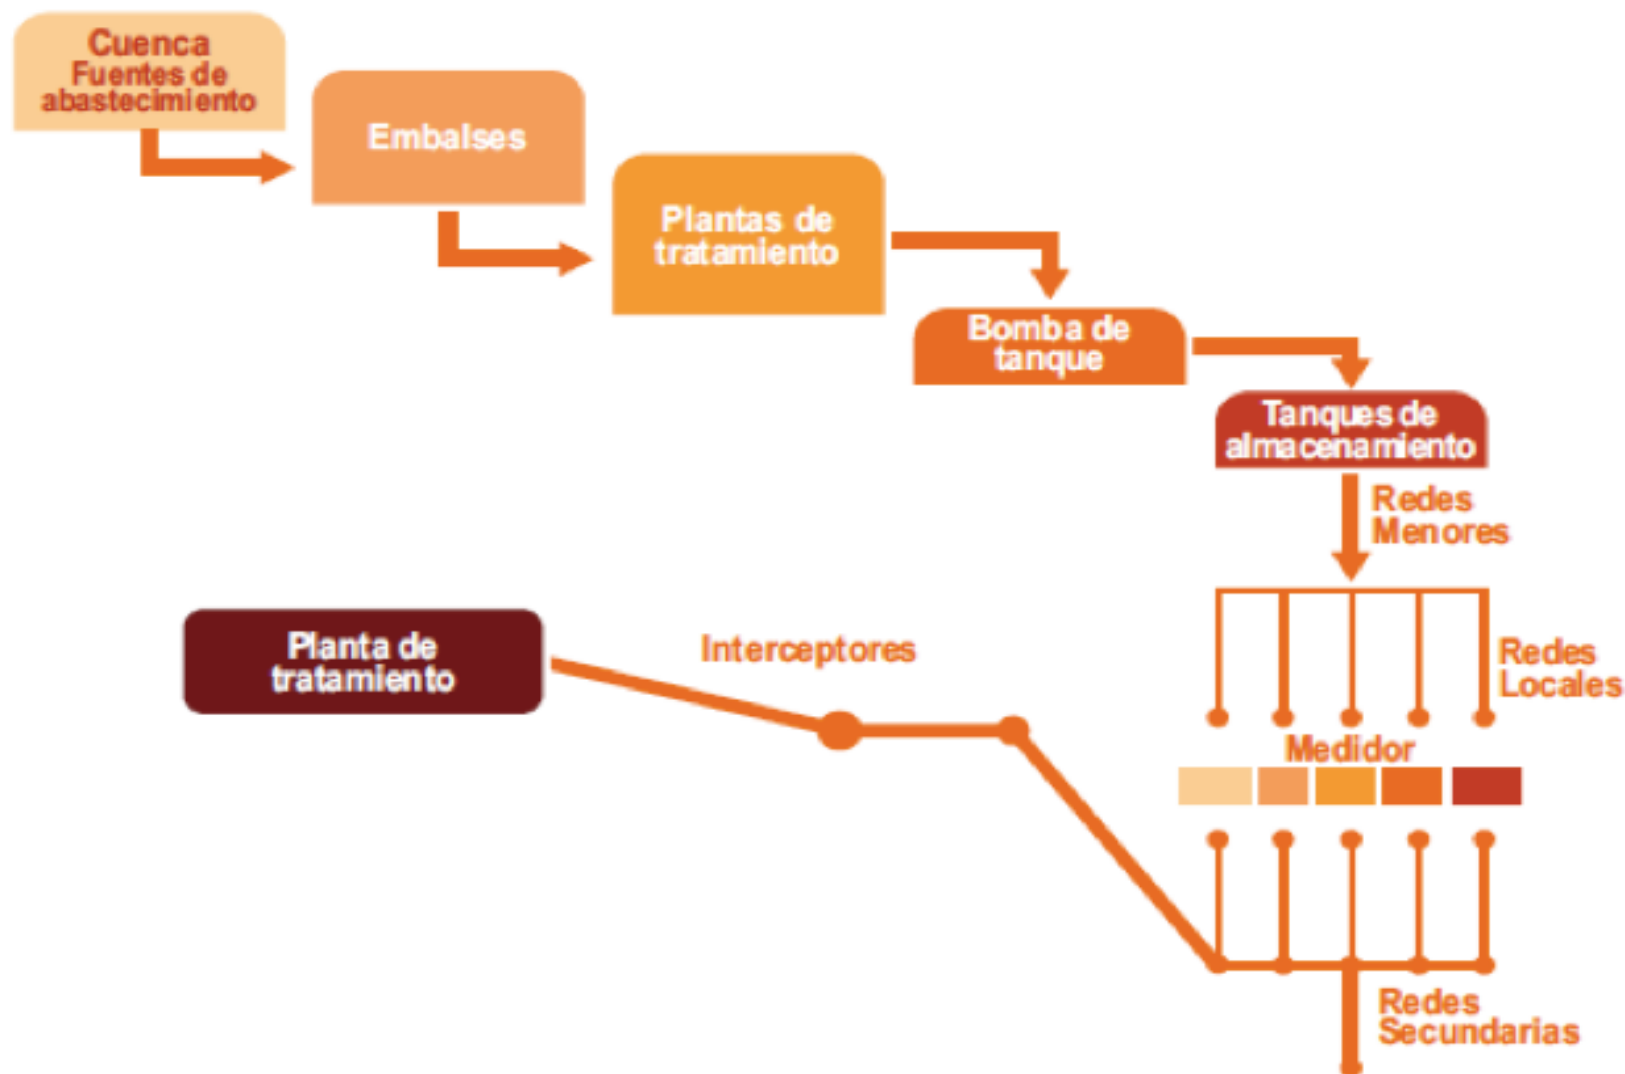 Cuenca
Fuentes de
abastecimiento
Embalses
Plantas de
tratamiento
Bomba de
tanque
Tanques de
almacenamiento
Redes
Menores
Planta de
tratamiento
Interceptores
Redes
Locales
Medidor
Redes
Secundarias